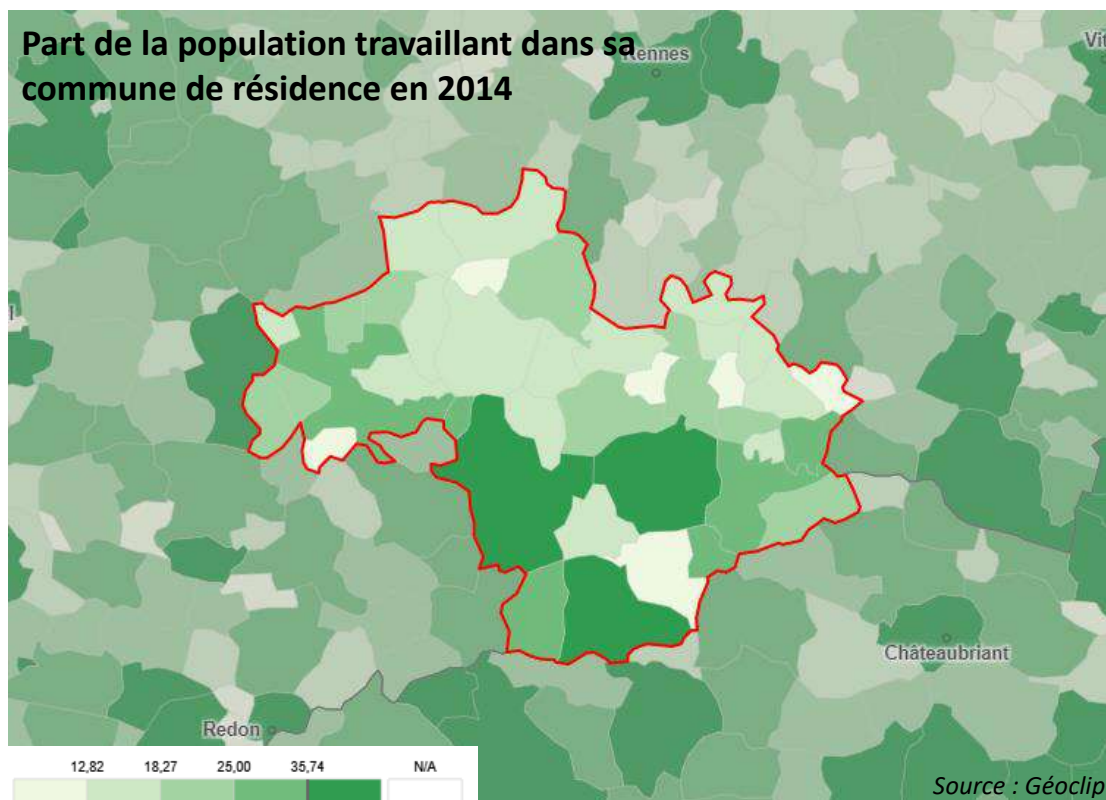 Part de la population travaillant dans sa
commune de résidence en 2014
Rennes
Vit
l
Châteaubriant
Redon
12,82 18,27 25,00 35,74 N/A
Source : Géoclip